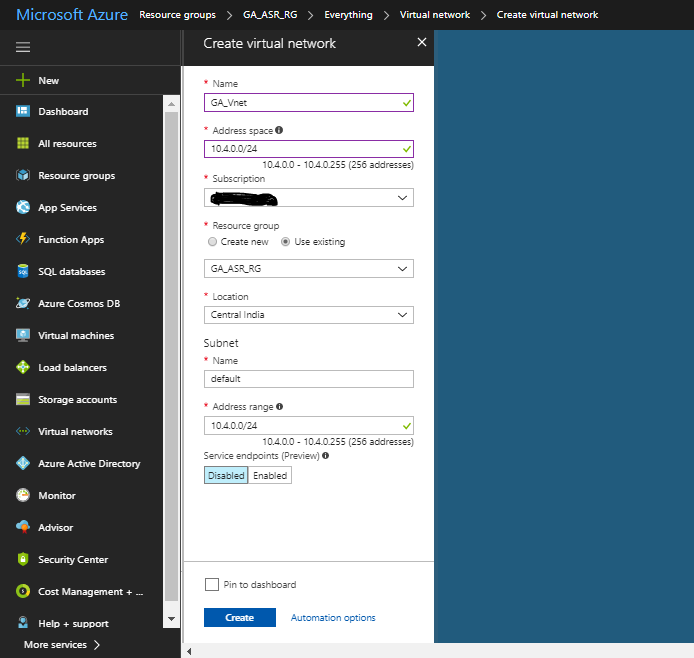 Microsoft Azure Resource groups > GA_ASR_RG > Everything > Virtual network > Create virtual network
New
Dashboard
All resources
Resource groups
App Services
Function Apps
SQL databases
Azure Cosmos DB
Virtual machines
Load balancers
Storage accounts
Virtual networks
Azure Active Directory
Monitor
Advisor
Security Center
Cost Management + ...
Help + support
More services >
Create virtual network
* Name
GA_Vnet
* Address space
10.4.0.0/24
10.4.0.0 - 10.4.0.255 (256 addresses)
* Subscription
* Resource group
Create new Use existing
GA_ASR_RG
* Location
Central India
Subnet
* Name
default
* Address range
10.4.0.0/24
10.4.0.0 - 10.4.0.255 (256 addresses)
Service endpoints (Preview)
Disabled Enabled
Pin to dashboard
Create Automation options